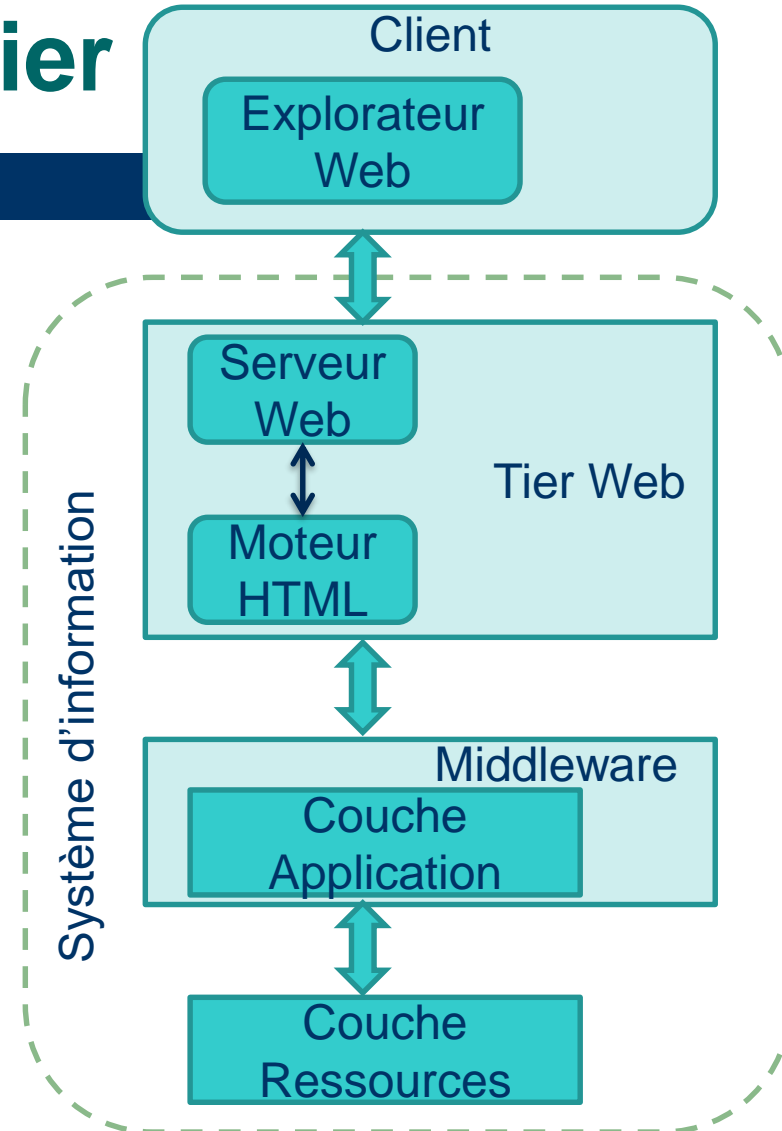 ier
Client
Explorateur
Web
Serveur
Web
Tier Web
Moteur
HTML
Système d’information
Middleware
Couche
Application
Couche
Ressources